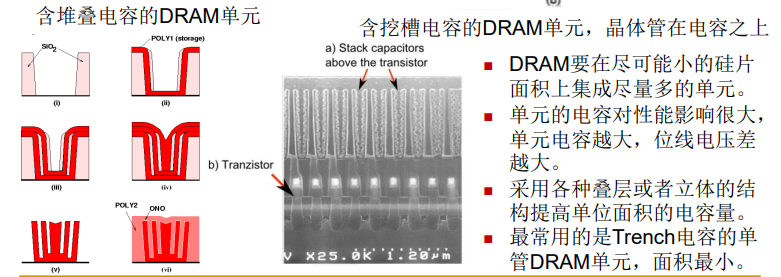 含堆叠电容的DRAM单元
SiO2
POLY1 (storage)
(i)
(ii)
(iii)
(iv)
POLY2
ONO
(v)
(vi)
含挖槽电容的DRAM单元，晶体管在电容之上
a) Stack capacitors
above the transistor
b) Tranzistor
V X25.0K 1.20μm
DRAM要在尽可能小的硅片
面积上集成尽量多的单元。
单元的电容对性能影响很大，
单元电容越大，位线电压差
越大。
采用各种叠层或者立体的结
构提高单位面积的电容量。
最常用的是Trench电容的单
管DRAM单元，面积最小。